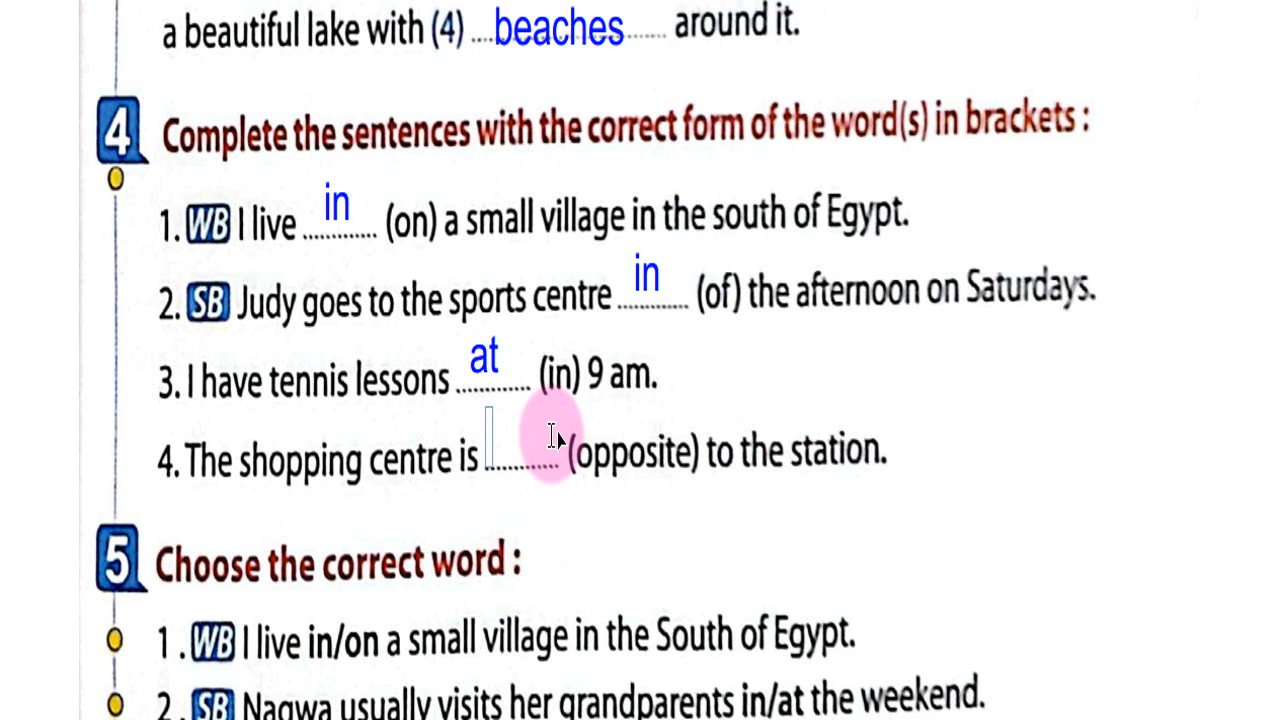 a beautiful lake with (4) ....beaches........ around it.
4 Complete the sentences with the correct form of the word(s) in brackets :
1. WB I live .....in....... (on) a small village in the south of Egypt.
2. SB Judy goes to the sports centre .....in...... (of) the afternoon on Saturdays.
3. I have tennis lessons .....at...... (in) 9 am.
4. The shopping centre is ............ (opposite) to the station.
5 Choose the correct word :
1 . WB I live in/on a small village in the South of Egypt.
2 . SB Nagwa usually visits her grandparents in/at the weekend.